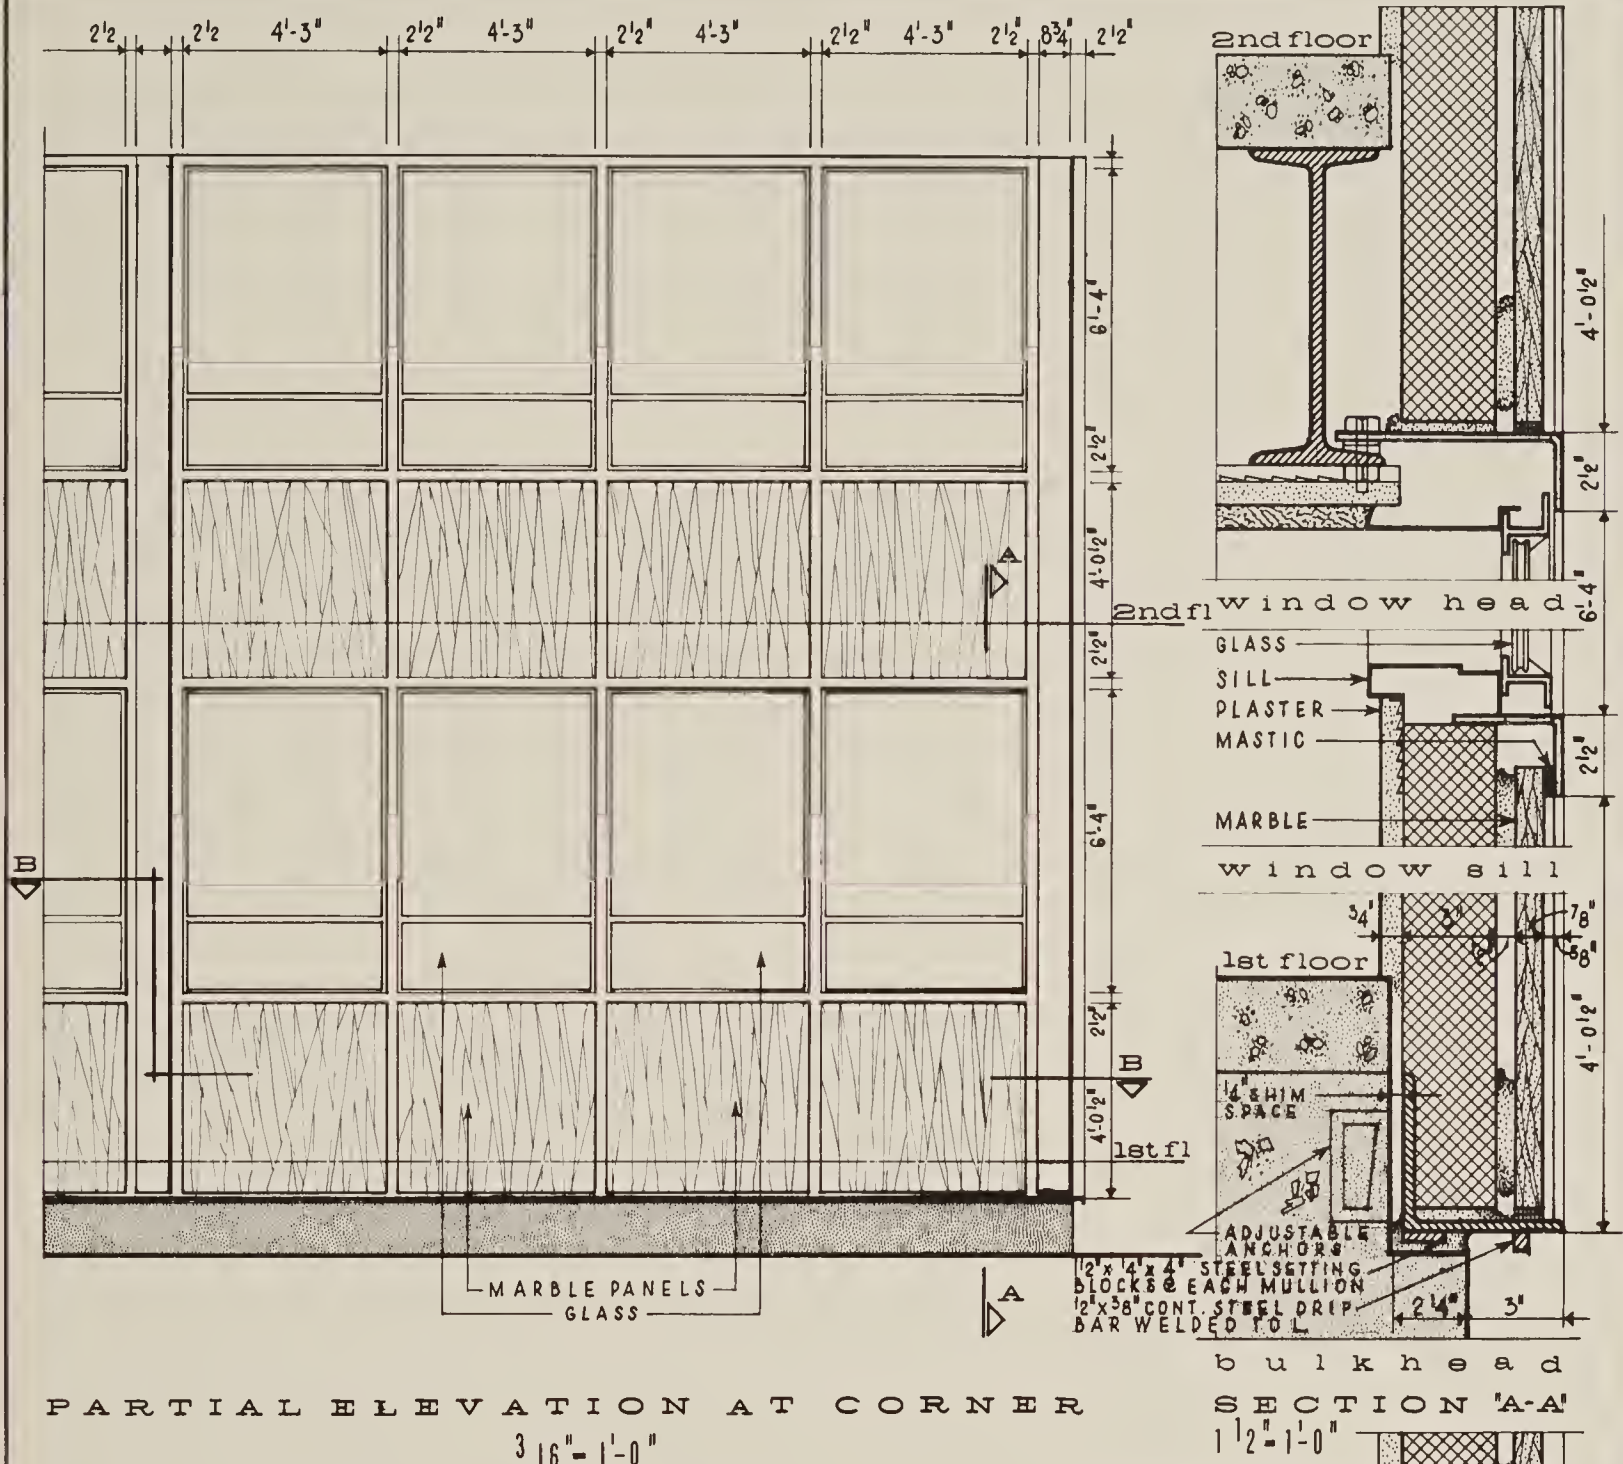 2½ 2½ 4'-3" 2½" 4'-3" 2½" 4'-3" 2½" 4'-3" 2½" 8¾" 2½"
6'-4"
2½"
4'-0½"
A
2nd fl
2½"
6'-4"
B
2½"
B
4'-0½"
1st fl
MARBLE PANELS
GLASS
A
PARTIAL ELEVATION AT CORNER
3/16" = 1'-0"
2nd floor
4'-0½"
2½"
window head
6'-4"
GLASS
SILL
PLASTER
MASTIC
2½"
MARBLE
window sill
¾" 3" ⅞"
⅝"
1st floor
4'-0½"
¼" SHIM
SPACE
ADJUSTABLE
ANCHORS
½"x¼"x4" STEEL SETTING
BLOCKS @ EACH MULLION
½"x⅜" CONT. STEEL DRIP
BAR WELDED TO L
2¼" 3"
bulkhead
SECTION "A-A"
1½" = 1'-0"